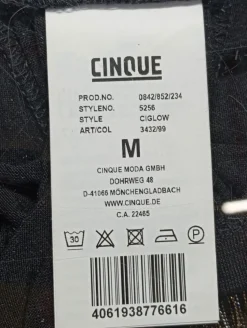 CINQUE
PROD.NO. 0842/852/234
STYLENO. 5256
STYLE CIGLOW
ART/COL 3432/99
M
CINQUE MODA GMBH
DOHRWEG 48
D-41066 MÖNCHENGLADBACH
WWW.CINQUE.DE
C.A. 22465
30
P
4061938776616